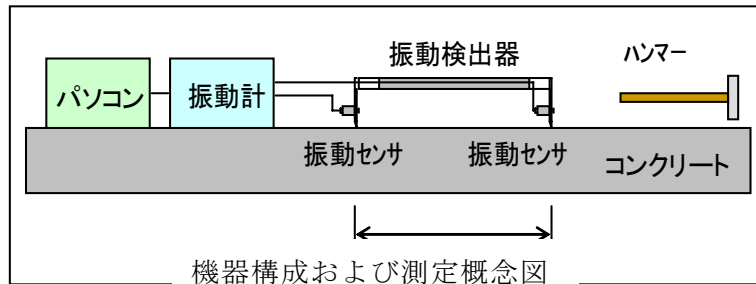 振動検出器
ハンマー
パソコン
振動計
振動センサ
振動センサ
コンクリート
機器構成および測定概念図